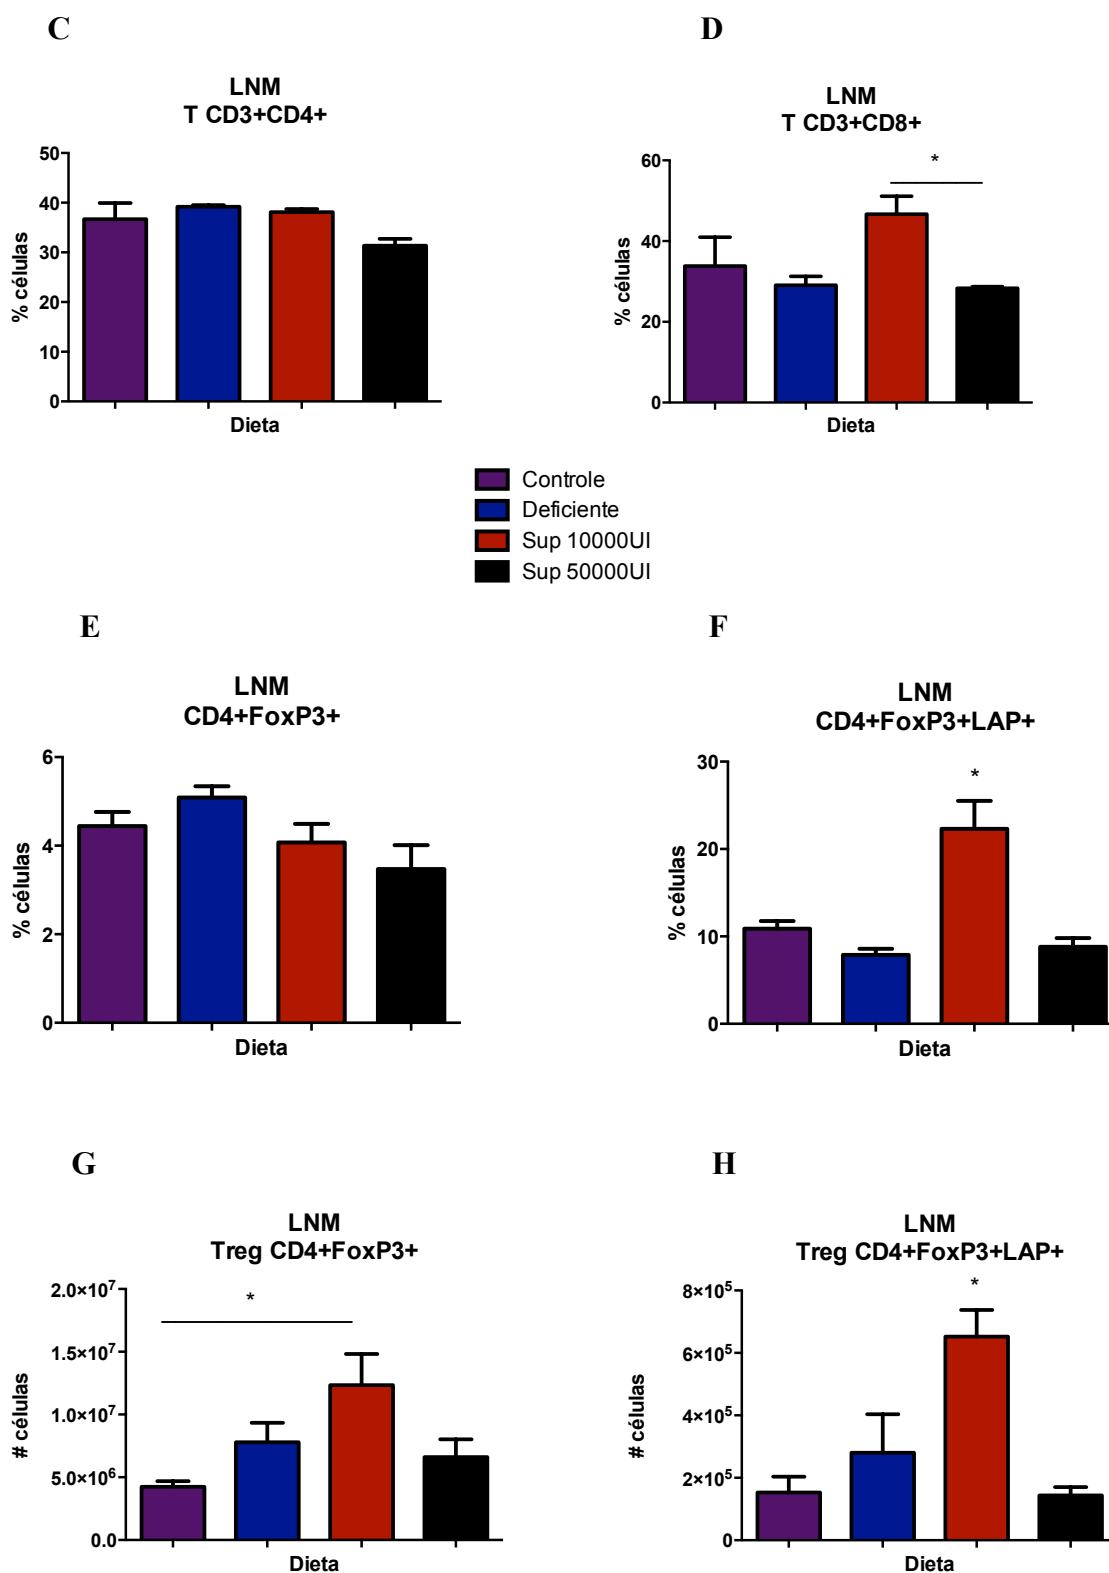 C
LNM
T CD3+CD4+
50
40
30
20
10
0
% células
Dieta
D
LNM
T CD3+CD8+
*
60
40
20
0
% células
Dieta
Controle
Deficiente
Sup 10000UI
Sup 50000UI
E
LNM
CD4+FoxP3+
6
4
2
0
% células
Dieta
F
LNM
CD4+FoxP3+LAP+
*
30
20
10
0
% células
Dieta
G
LNM
Treg CD4+FoxP3+
*
2.0×10⁷
1.5×10⁷
1.0×10⁷
5.0×10⁶
0.0
# células
Dieta
H
LNM
Treg CD4+FoxP3+LAP+
*
8×10⁵
6×10⁵
4×10⁵
2×10⁵
0
# células
Dieta